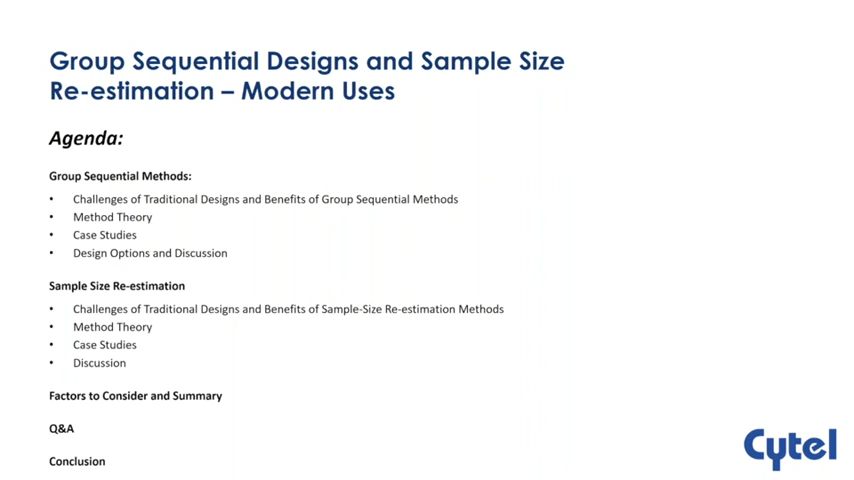 Group Sequential Designs and Sample Size
Re-estimation – Modern Uses
Agenda:
Group Sequential Methods:
• Challenges of Traditional Designs and Benefits of Group Sequential Methods
• Method Theory
• Case Studies
• Design Options and Discussion
Sample Size Re-estimation
• Challenges of Traditional Designs and Benefits of Sample-Size Re-estimation Methods
• Method Theory
• Case Studies
• Discussion
Factors to Consider and Summary
Q&A
Conclusion
Cytel